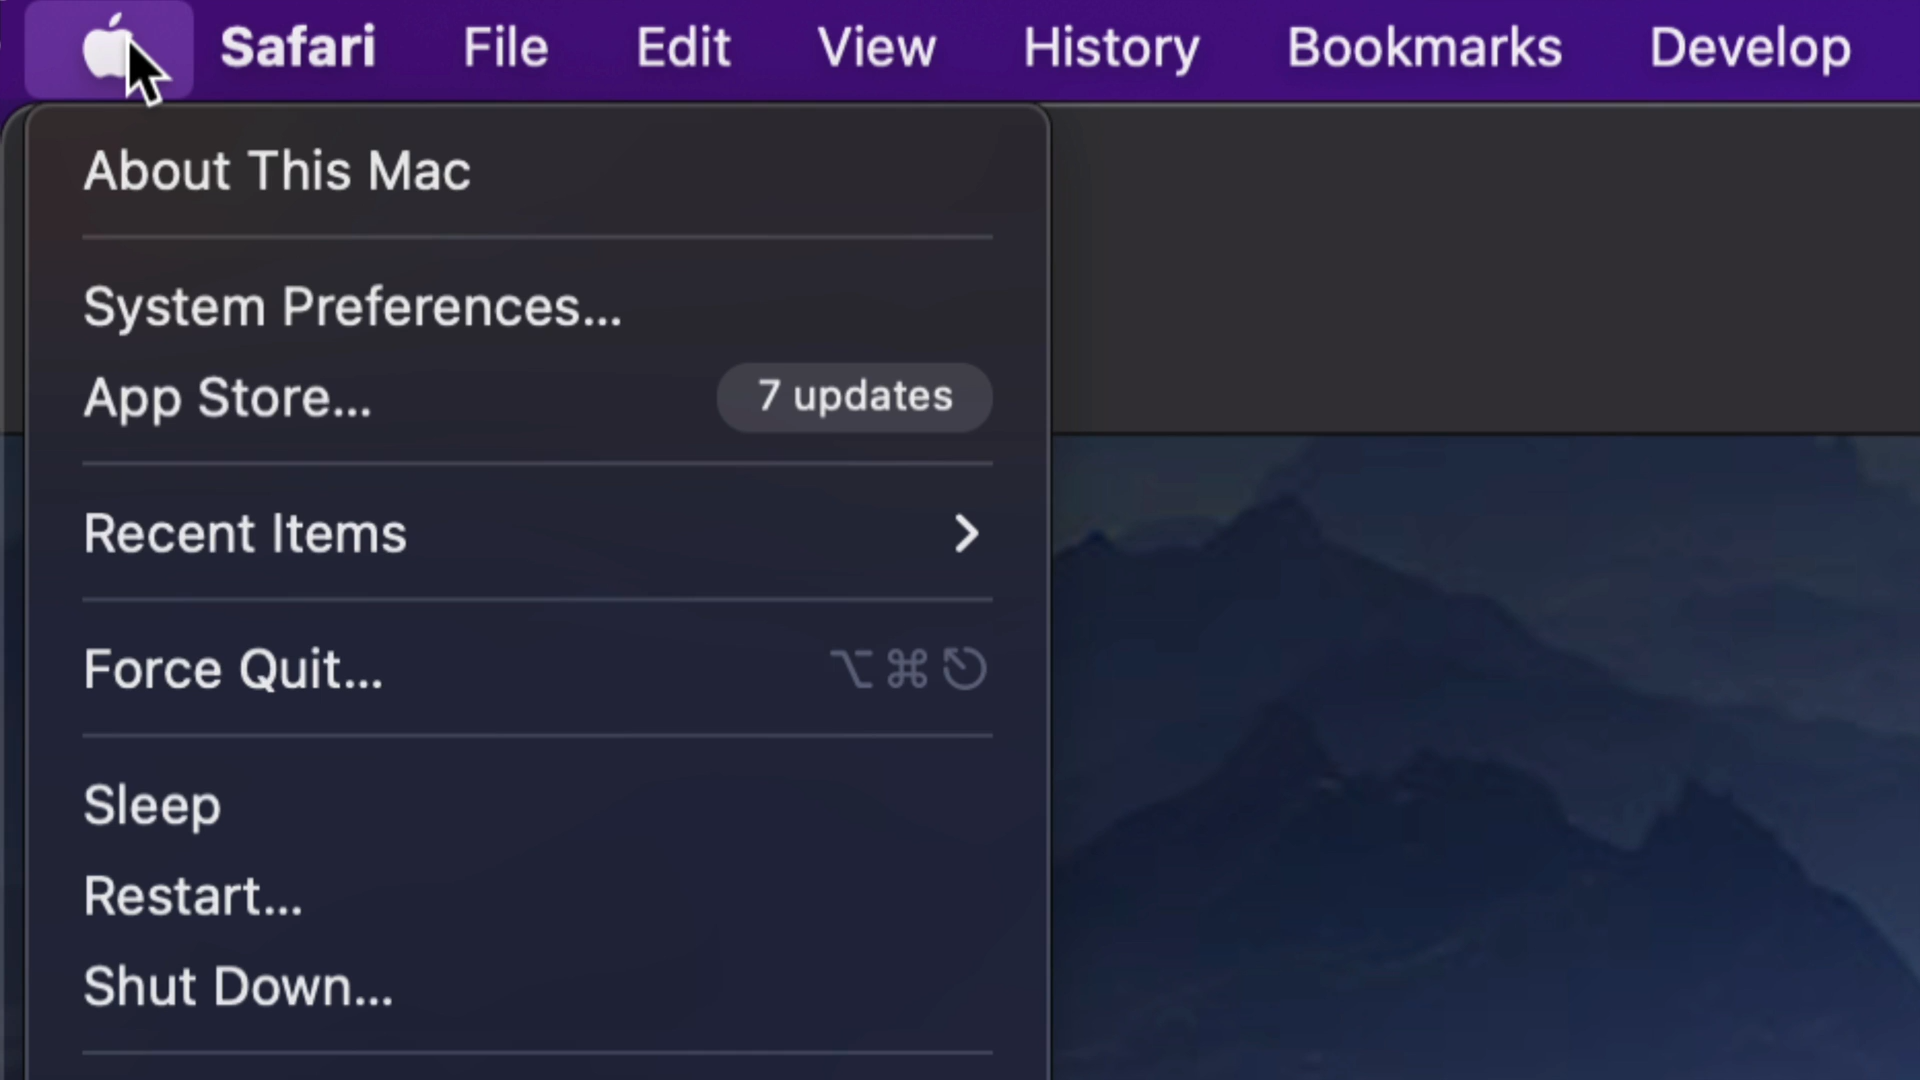 Safari File Edit View History Bookmarks Develop
About This Mac
System Preferences...
App Store... 7 updates
Recent Items
Force Quit... ⌥⌘⎋
Sleep
Restart...
Shut Down...